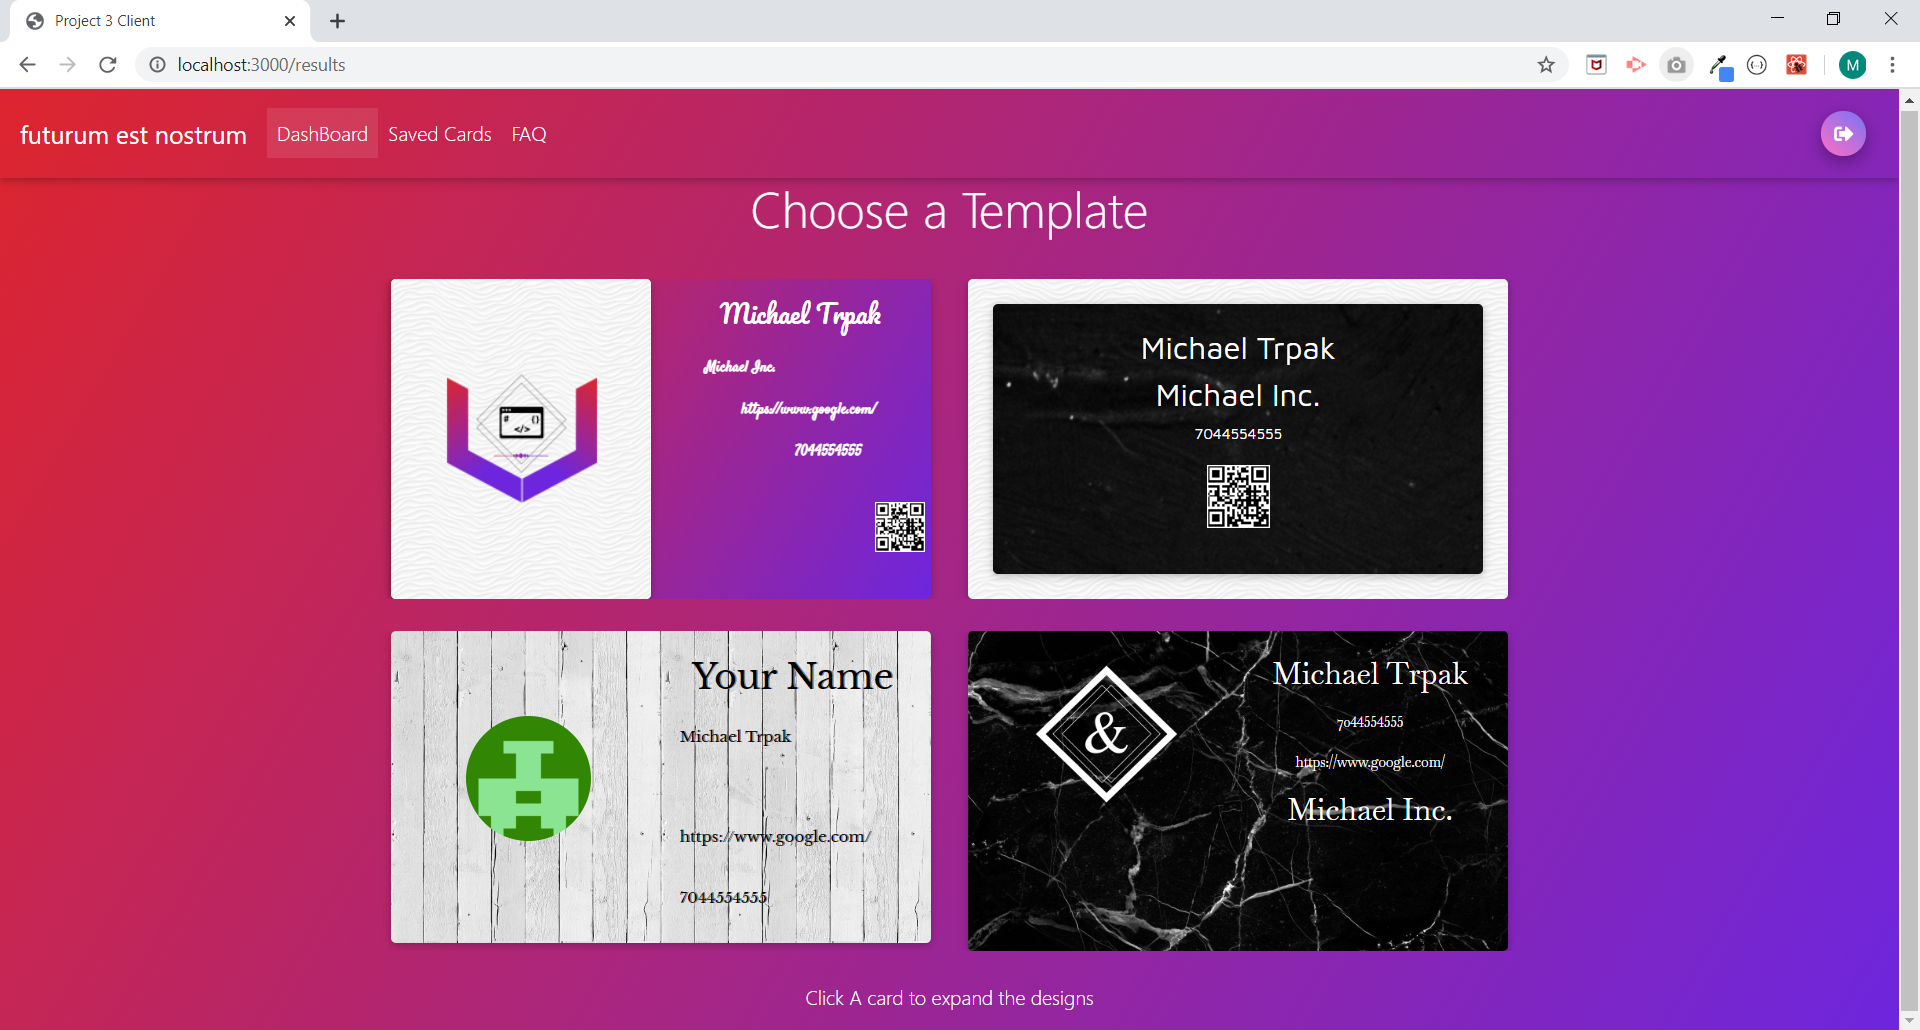 Project 3 Client
localhost:3000/results
M
futurum est nostrum
DashBoard
Saved Cards
FAQ
Choose a Template
Michael Trpak
Michael Inc.
https://www.google.com/
7044554555
# {}
</>
Michael Trpak
Michael Inc.
7044554555
Your Name
Michael Trpak
https://www.google.com/
7044554555
&
Michael Trpak
7044554555
https://www.google.com/
Michael Inc.
Click A card to expand the designs